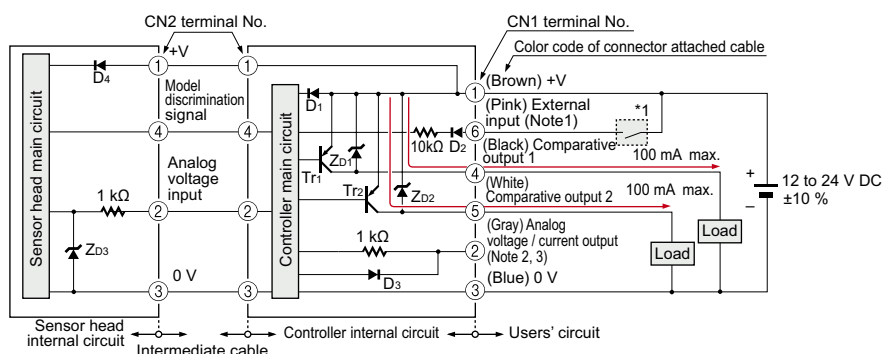 CN2 terminal No.
CN1 terminal No.
Color code of connector attached cable
+V
1
1
D4
Model
discrimination
signal
4
4
Analog
voltage
input
1 kΩ
2
2
ZD3
0 V
3
3
Sensor head main circuit
Controller main circuit
D1
1
(Brown) +V
(Pink) External
input (Note1)
*1
10kΩ
D2
6
(Black) Comparative
output 1
100 mA max.
ZD1
Tr1
4
(White)
Comparative output 2
100 mA max.
Tr2
ZD2
5
(Gray) Analog
voltage / current output
(Note 2, 3)
1 kΩ
2
D3
(Blue) 0 V
3
Load
Load
+
12 to 24 V DC
±10 %
−
Sensor head
internal circuit
Intermediate cable
Controller internal circuit
Users' circuit